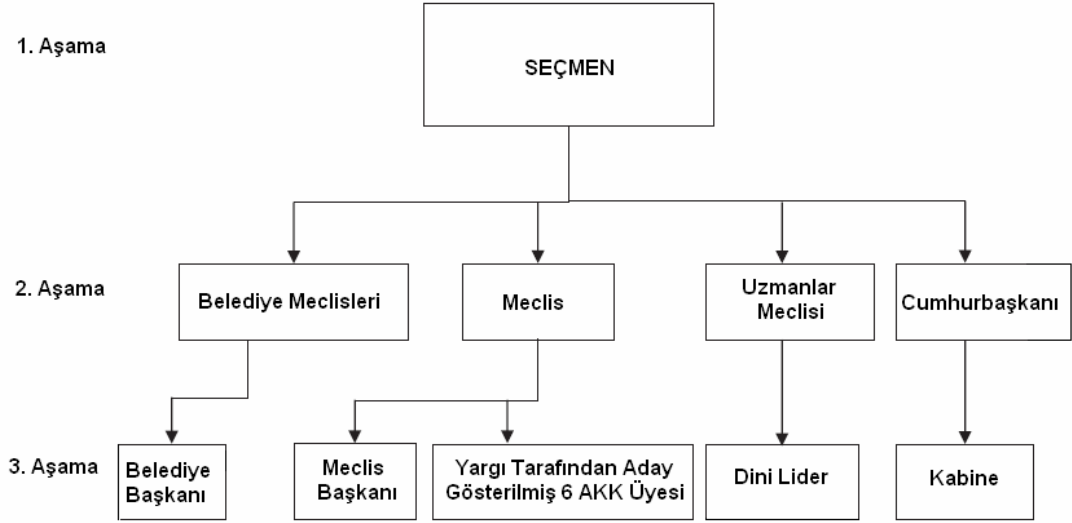 1. Aşama
SEÇMEN
2. Aşama
Belediye Meclisleri
Meclis
Uzmanlar
Meclisi
Cumhurbaşkanı
3. Aşama
Belediye
Başkanı
Meclis
Başkanı
Yargı Tarafından Aday
Gösterilmiş 6 AKK Üyesi
Dini Lider
Kabine